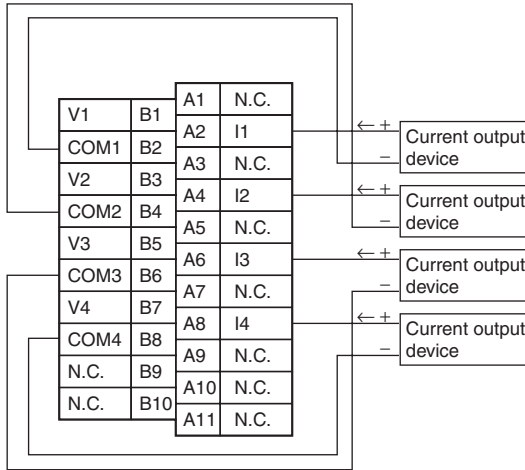 V1 B1
COM1 B2
V2 B3
COM2 B4
V3 B5
COM3 B6
V4 B7
COM4 B8
N.C. B9
N.C. B10
A1 N.C.
A2 I1
A3 N.C.
A4 I2
A5 N.C.
A6 I3
A7 N.C.
A8 I4
A9 N.C.
A10 N.C.
A11 N.C.
← +
−
Current output
device
← +
−
Current output
device
← +
−
Current output
device
← +
−
Current output
device